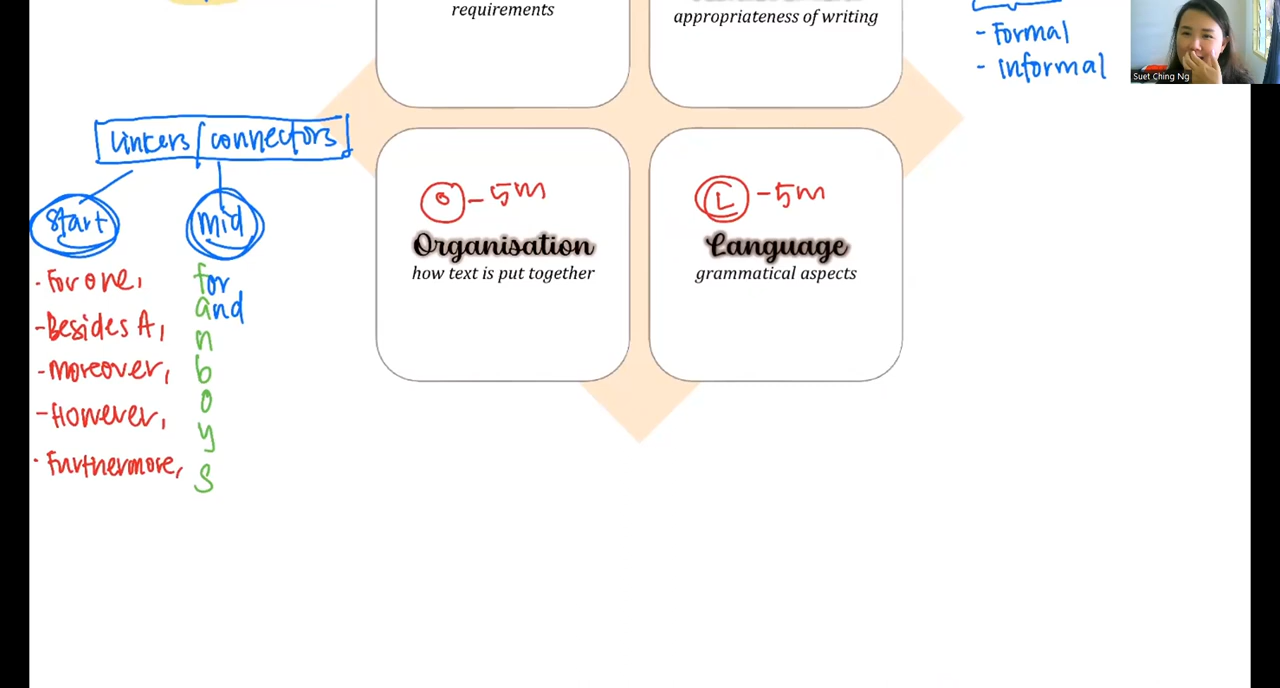 requirements
appropriateness of writing
- Formal
- Informal
Suet Ching Ng
linkers / connectors
start
mid
- For one,
- Besides A,
- Moreover,
- However,
- Furthermore,
for
and
n
b
o
y
s
O - 5m
Organisation
how text is put together
L - 5m
Language
grammatical aspects